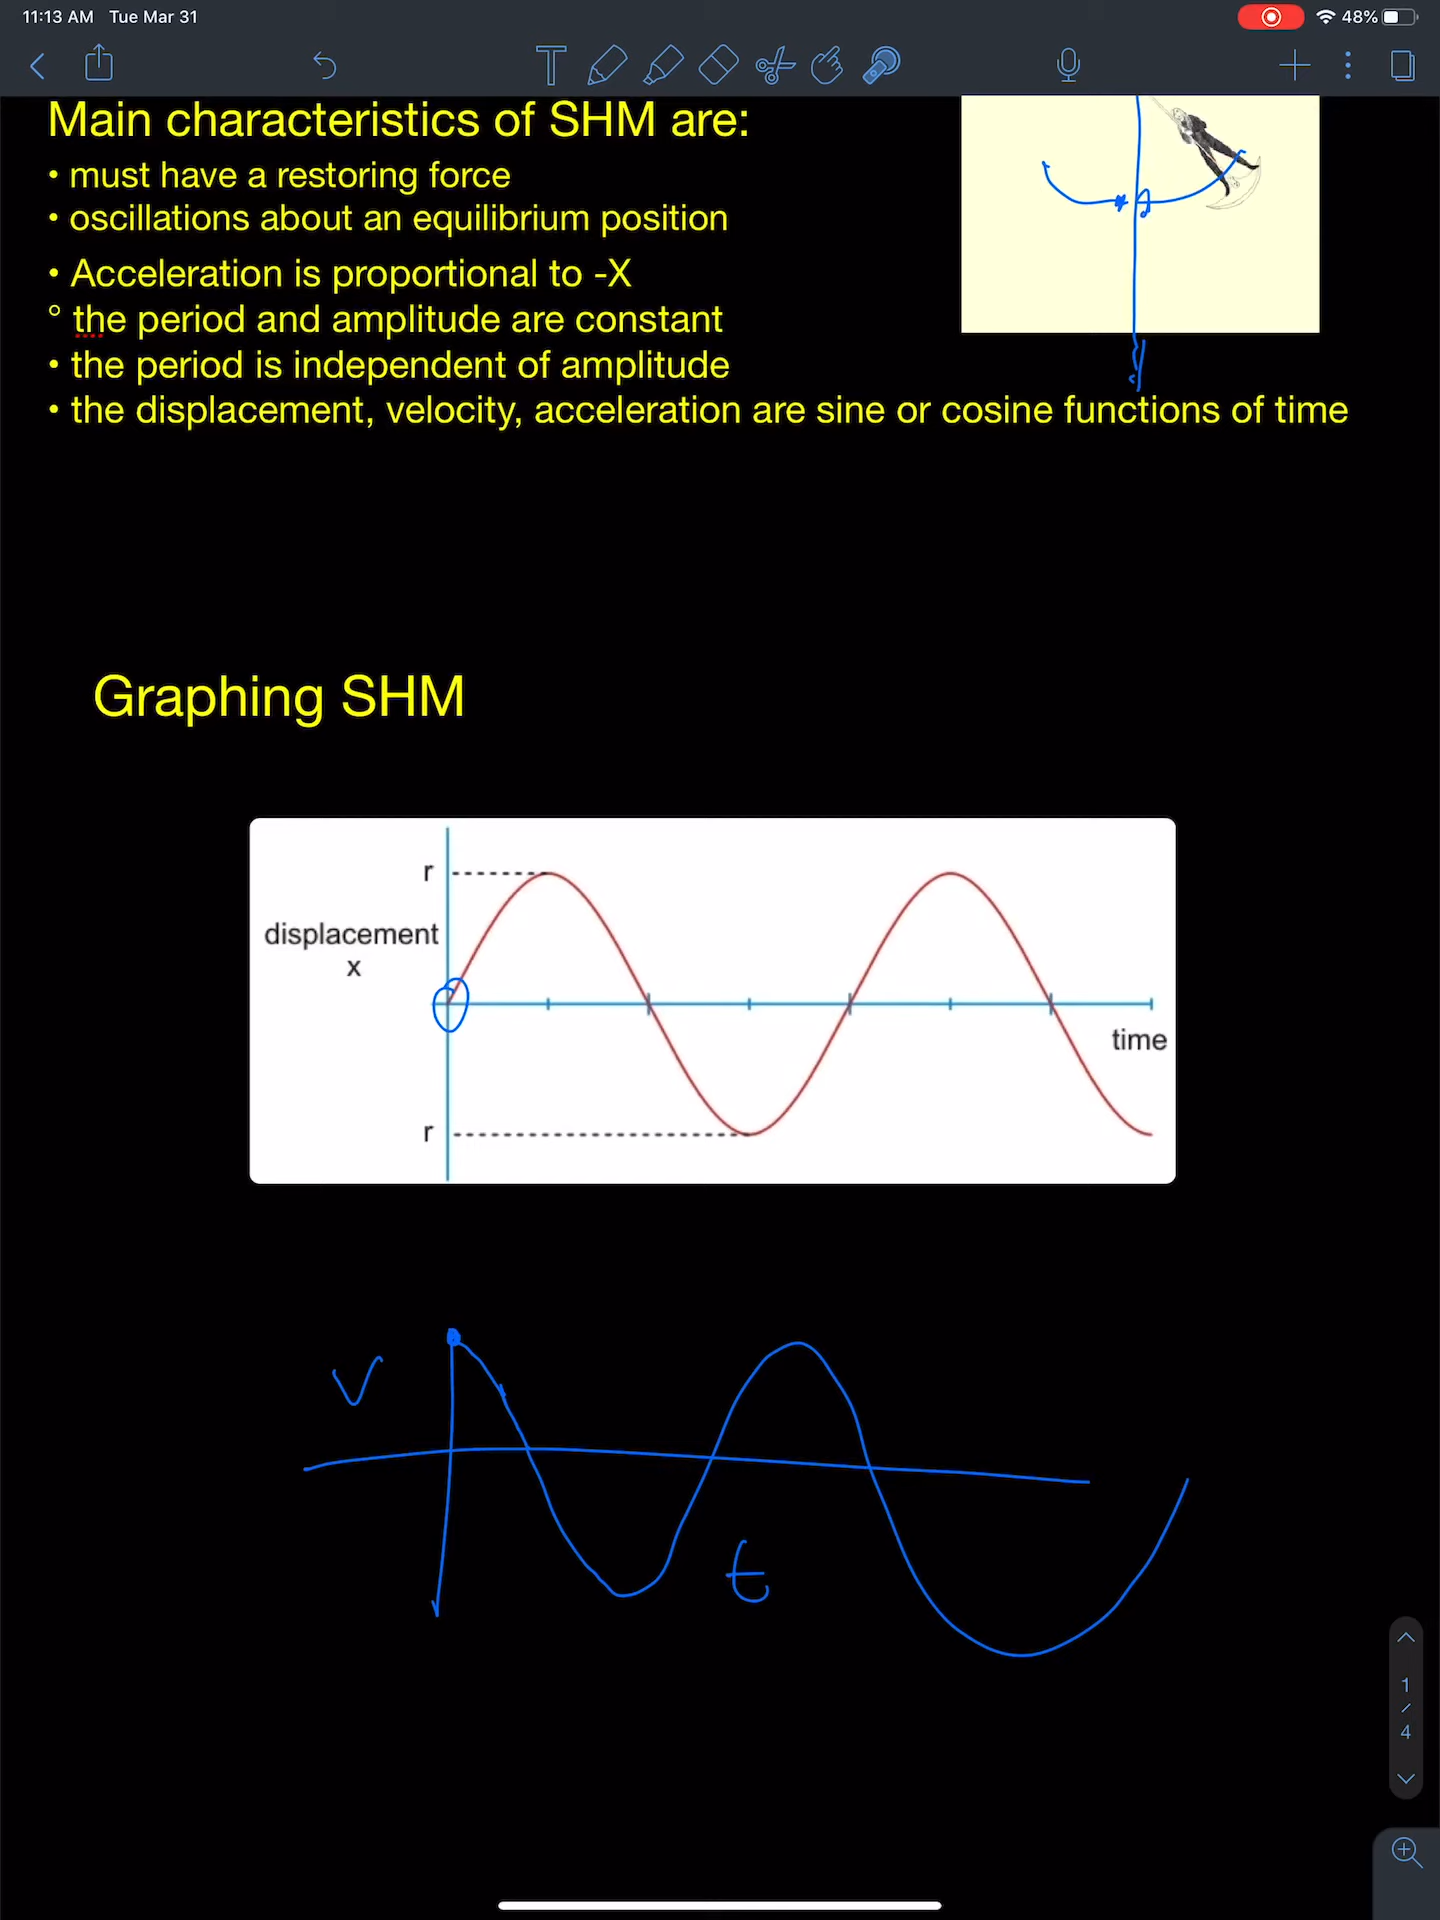 11:13 AM Tue Mar 31
48%
T
Main characteristics of SHM are:
• must have a restoring force
• oscillations about an equilibrium position
• Acceleration is proportional to -X
° the period and amplitude are constant
• the period is independent of amplitude
• the displacement, velocity, acceleration are sine or cosine functions of time
Graphing SHM
r
displacement
x
time
r
v
t
1
/
4